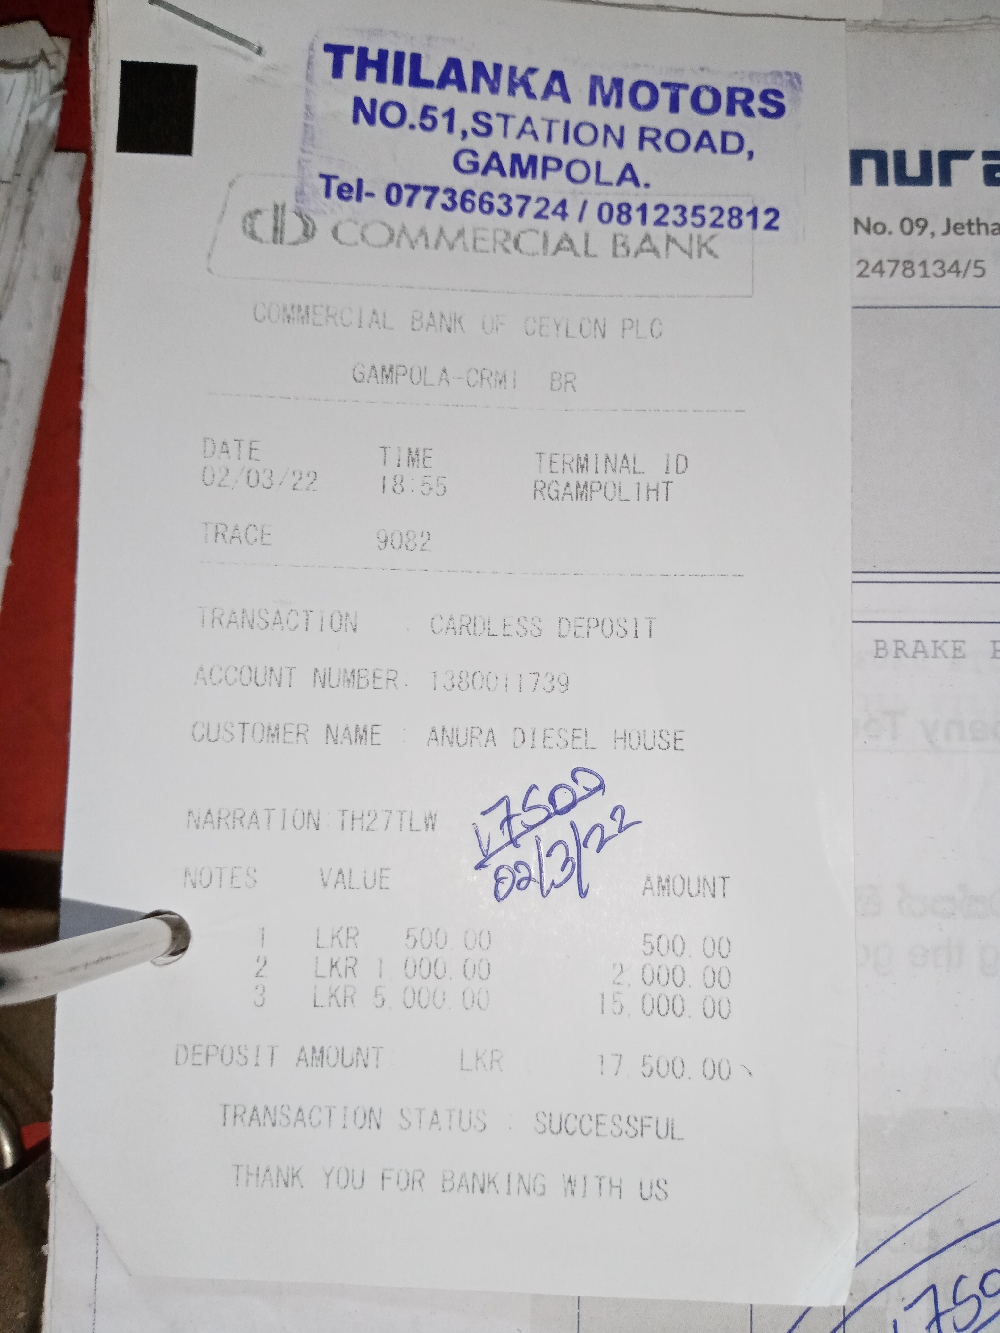 THILANKA MOTORS
NO.51,STATION ROAD,
GAMPOLA.
Tel- 0773663724 / 0812352812
COMMERCIAL BANK
COMMERCIAL BANK OF CEYLON PLC
GAMPOLA-CRM1 BR
DATE TIME TERMINAL ID
02/03/22 18:55 RGAMPOL1HT
TRACE 9082
TRANSACTION : CARDLESS DEPOSIT
ACCOUNT NUMBER: 1380011739
CUSTOMER NAME : ANURA DIESEL HOUSE
NARRATION:TH27TLW
17500
02/3/22
NOTES VALUE AMOUNT
1 LKR 500.00 500.00
2 LKR 1,000.00 2,000.00
3 LKR 5,000.00 15,000.00
DEPOSIT AMOUNT LKR 17,500.00
TRANSACTION STATUS : SUCCESSFUL
THANK YOU FOR BANKING WITH US
nura
No. 09, Jetha
2478134/5
BRAKE
1750